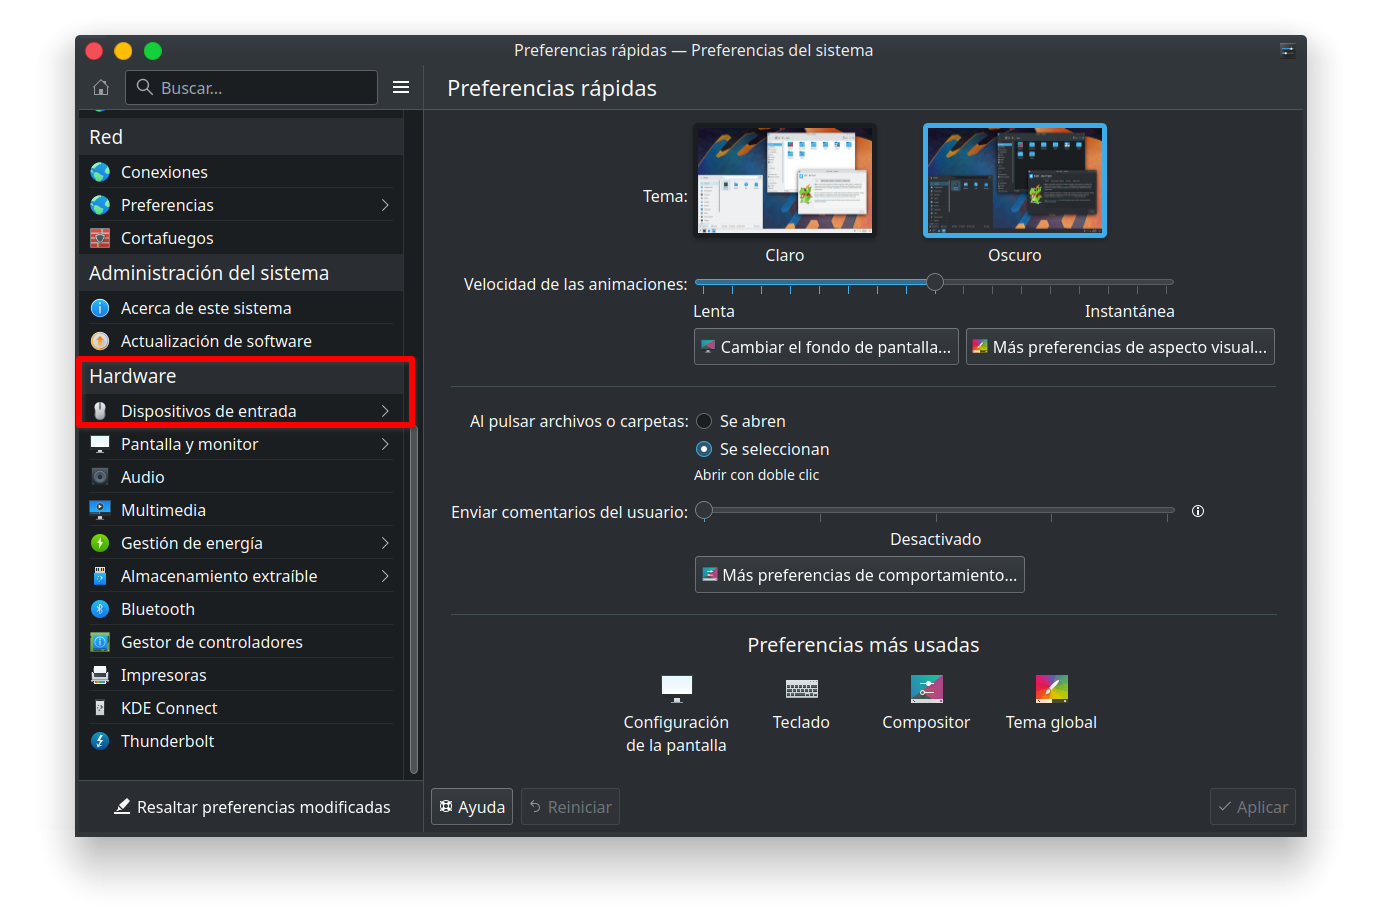 Preferencias rápidas — Preferencias del sistema
Buscar...
Preferencias rápidas
Red
Conexiones
Preferencias
Cortafuegos
Administración del sistema
Acerca de este sistema
Actualización de software
Hardware
Dispositivos de entrada
Pantalla y monitor
Audio
Multimedia
Gestión de energía
Almacenamiento extraíble
Bluetooth
Gestor de controladores
Impresoras
KDE Connect
Thunderbolt
Resaltar preferencias modificadas
Tema:
Claro
Oscuro
Velocidad de las animaciones:
Lenta
Instantánea
Cambiar el fondo de pantalla...
Más preferencias de aspecto visual...
Al pulsar archivos o carpetas:
Se abren
Se seleccionan
Abrir con doble clic
Enviar comentarios del usuario:
Desactivado
Más preferencias de comportamiento...
Preferencias más usadas
Configuración
de la pantalla
Teclado
Compositor
Tema global
Ayuda
Reiniciar
Aplicar